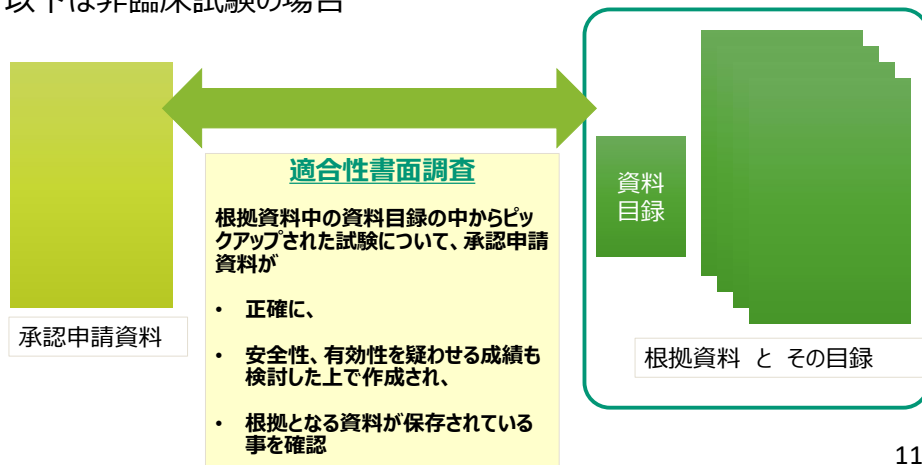 以下は非臨床試験の場合
適合性書面調査
根拠資料中の資料目録の中からピッ
クアップされた試験について、承認申請
資料が
• 正確に、
• 安全性、有効性を疑わせる成績も
検討した上で作成され、
• 根拠となる資料が保存されている
事を確認
承認申請資料
資料
目録
根拠資料 と その目録
11